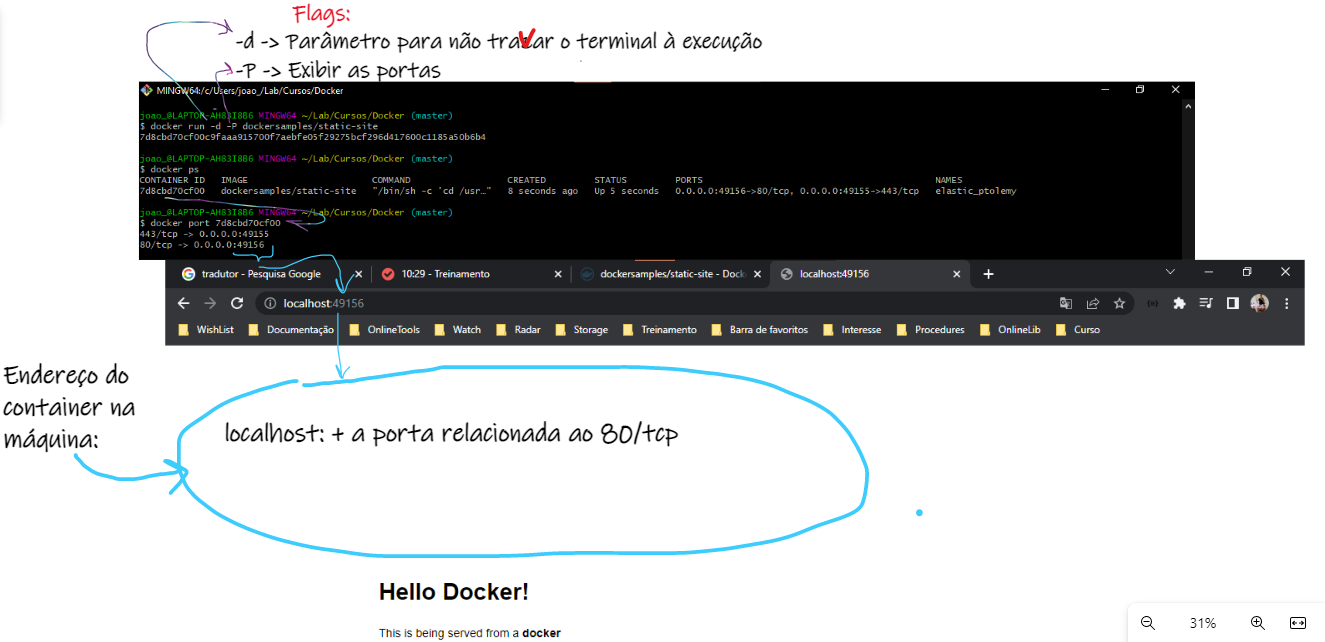 Flags:
-d -> Parâmetro para não travar o terminal à execução
-P -> Exibir as portas
MINGW64:/c/Users/joao_/Lab/Cursos/Docker
joao_@LAPTOP-AH83I8B6 MINGW64 ~/Lab/Cursos/Docker (master)
$ docker run -d -P dockersamples/static-site
7d8cbd70cf00c9faaa915700f7aebfe05f29275bcf296d417600c1185a50b6b4
joao_@LAPTOP-AH83I8B6 MINGW64 ~/Lab/Cursos/Docker (master)
$ docker ps
CONTAINER ID IMAGE COMMAND CREATED STATUS PORTS NAMES
7d8cbd70cf00 dockersamples/static-site "/bin/sh -c 'cd /usr…" 8 seconds ago Up 5 seconds 0.0.0.0:49156->80/tcp, 0.0.0.0:49155->443/tcp elastic_ptolemy
joao_@LAPTOP-AH83I8B6 MINGW64 ~/Lab/Cursos/Docker (master)
$ docker port 7d8cbd70cf00
443/tcp -> 0.0.0.0:49155
80/tcp -> 0.0.0.0:49156
tradutor - Pesquisa Google 10:29 - Treinamento dockersamples/static-site - Dock localhost:49156
localhost:49156
WishList Documentação OnlineTools Watch Radar Storage Treinamento Barra de favoritos Interesse Procedures OnlineLib Curso
Endereço do
container na
máquina:
localhost: + a porta relacionada ao 80/tcp
Hello Docker!
This is being served from a docker
31%